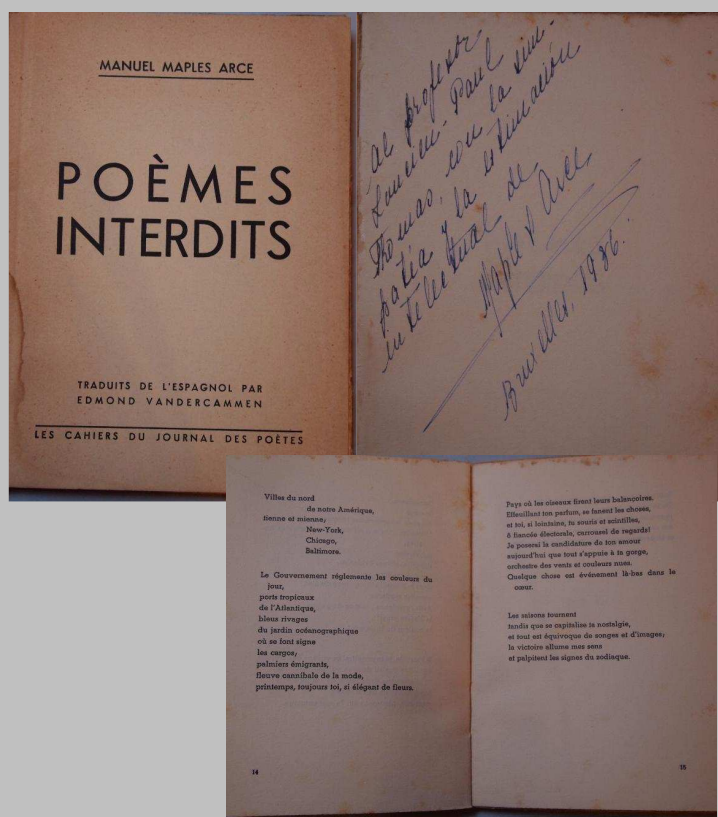 MANUEL MAPLES ARCE
POÈMES
INTERDITS
TRADUITS DE L'ESPAGNOL PAR
EDMOND VANDERCAMMEN
LES CAHIERS DU JOURNAL DES POÈTES
al profesor
Paul
Thomas, con la sim-
patía y la estimación
intelectual de
Maples Arce
Bruxelles, 1936.
Villes du nord
de notre Amérique,
tienne et mienne;
New-York,
Chicago,
Baltimore.
Le Gouvernement réglemente les couleurs du
jour,
ports tropicaux
de l'Atlantique,
bleus rivages
du jardin océanographique
où se font signe
les cargos;
palmiers émigrants,
fleuve cannibale de la mode,
printemps, toujours toi, si élégant de fleurs.
14
Pays où les oiseaux firent leurs balançoires.
Effeuillant ton parfum, se fanent les choses,
et toi, si lointaine, tu souris et scintilles,
ô fiancée électorale, carrousel de regards!
Je poserai la candidature de ton amour
aujourd'hui que tout s'appuie à ta gorge,
orchestre des vents et couleurs nues.
Quelque chose est événement là-bas dans le
cœur.
Les saisons tournent
tandis que se capitalise ta nostalgie,
et tout est équivoque de songes et d'images;
la victoire allume mes sens
et palpitent les signes du zodiaque.
15